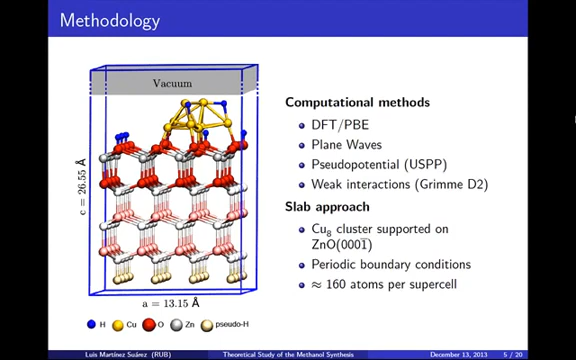 Methodology
Vacuum
c = 26.55 Å
a = 13.15 Å
H Cu O Zn pseudo-H
Computational methods
DFT/PBE
Plane Waves
Pseudopotential (USPP)
Weak interactions (Grimme D2)
Slab approach
Cu₈ cluster supported on
ZnO(0001̅)
Periodic boundary conditions
≈ 160 atoms per supercell
Luis Martínez Suárez (RUB) Theoretical Study of the Methanol Synthesis December 13, 2013 5 / 20